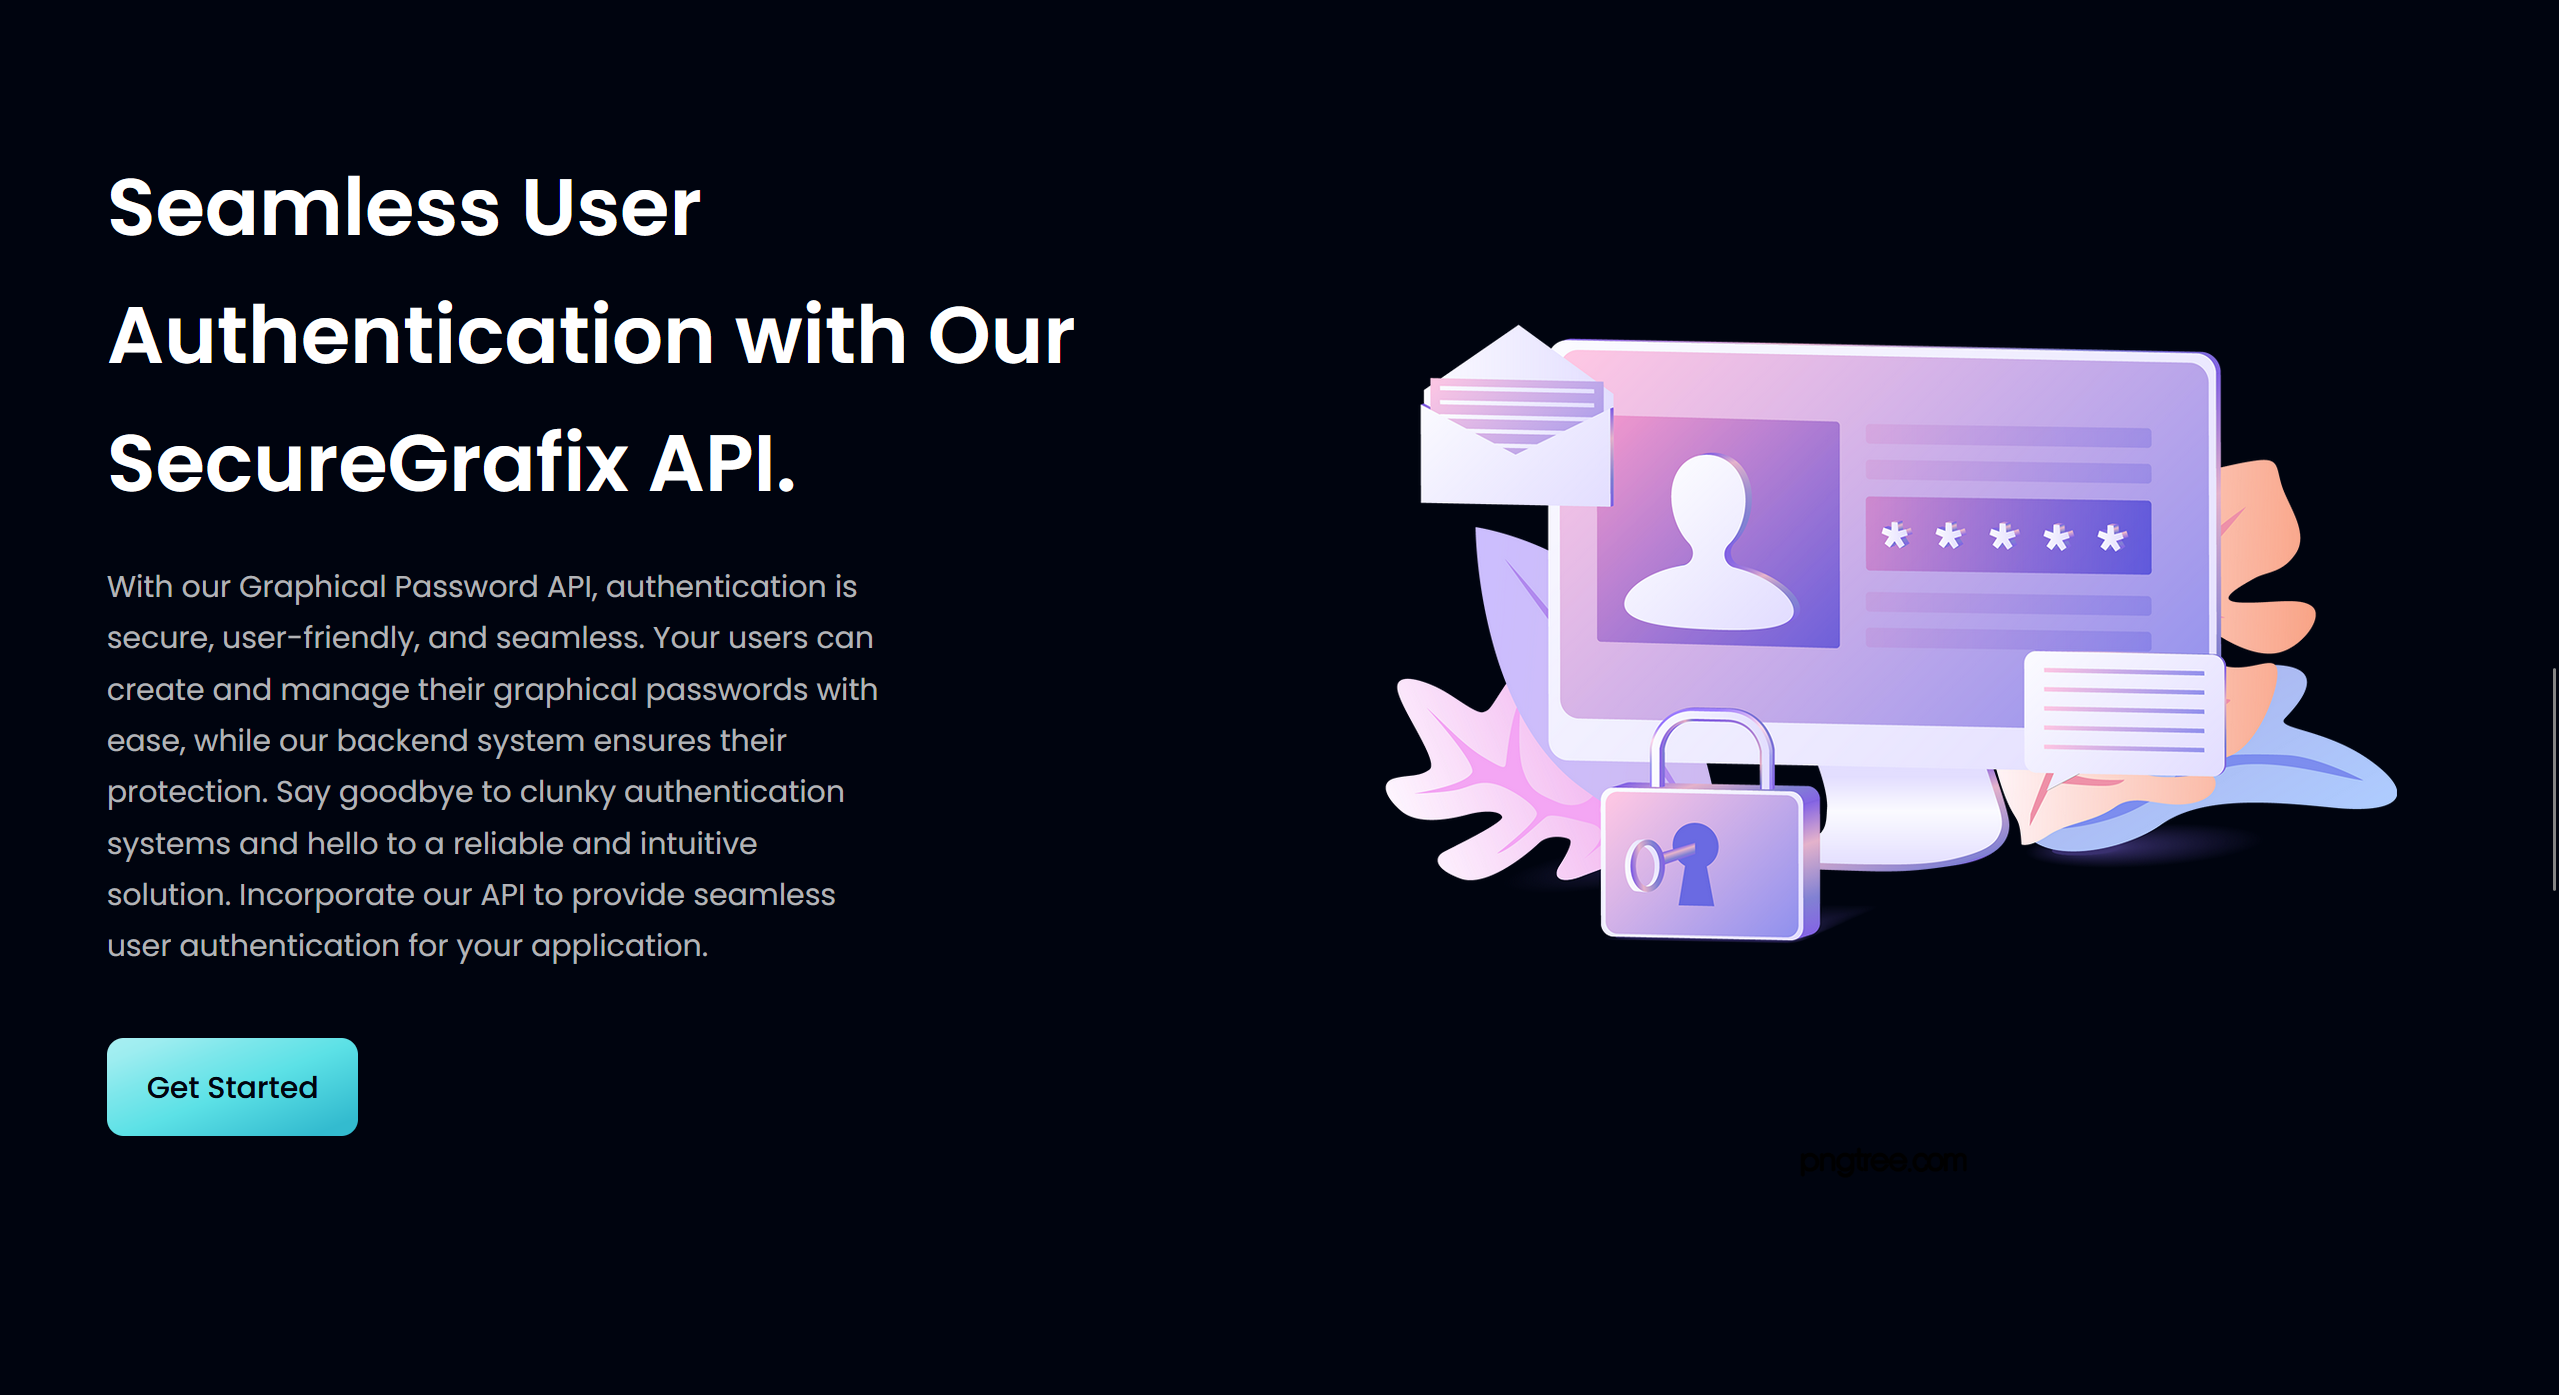 Seamless User
Authentication with Our
SecureGrafix API.
With our Graphical Password API, authentication is
secure, user-friendly, and seamless. Your users can
create and manage their graphical passwords with
ease, while our backend system ensures their
protection. Say goodbye to clunky authentication
systems and hello to a reliable and intuitive
solution. Incorporate our API to provide seamless
user authentication for your application.
* * * * *
Get Started
pngtree.com